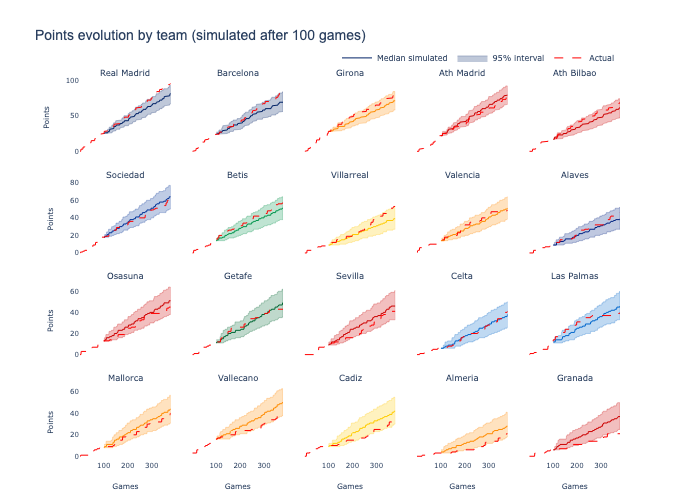 Points evolution by team (simulated after 100 games)
Median simulated 95% interval Actual
Real Madrid Barcelona Girona Ath Madrid Ath Bilbao
100
50
0
Points
Sociedad Betis Villarreal Valencia Alaves
80
60
40
20
0
Points
Osasuna Getafe Sevilla Celta Las Palmas
60
40
20
0
Points
Mallorca Vallecano Cadiz Almeria Granada
60
40
20
0
Points
100 200 300 100 200 300 100 200 300 100 200 300 100 200 300
Games Games Games Games Games